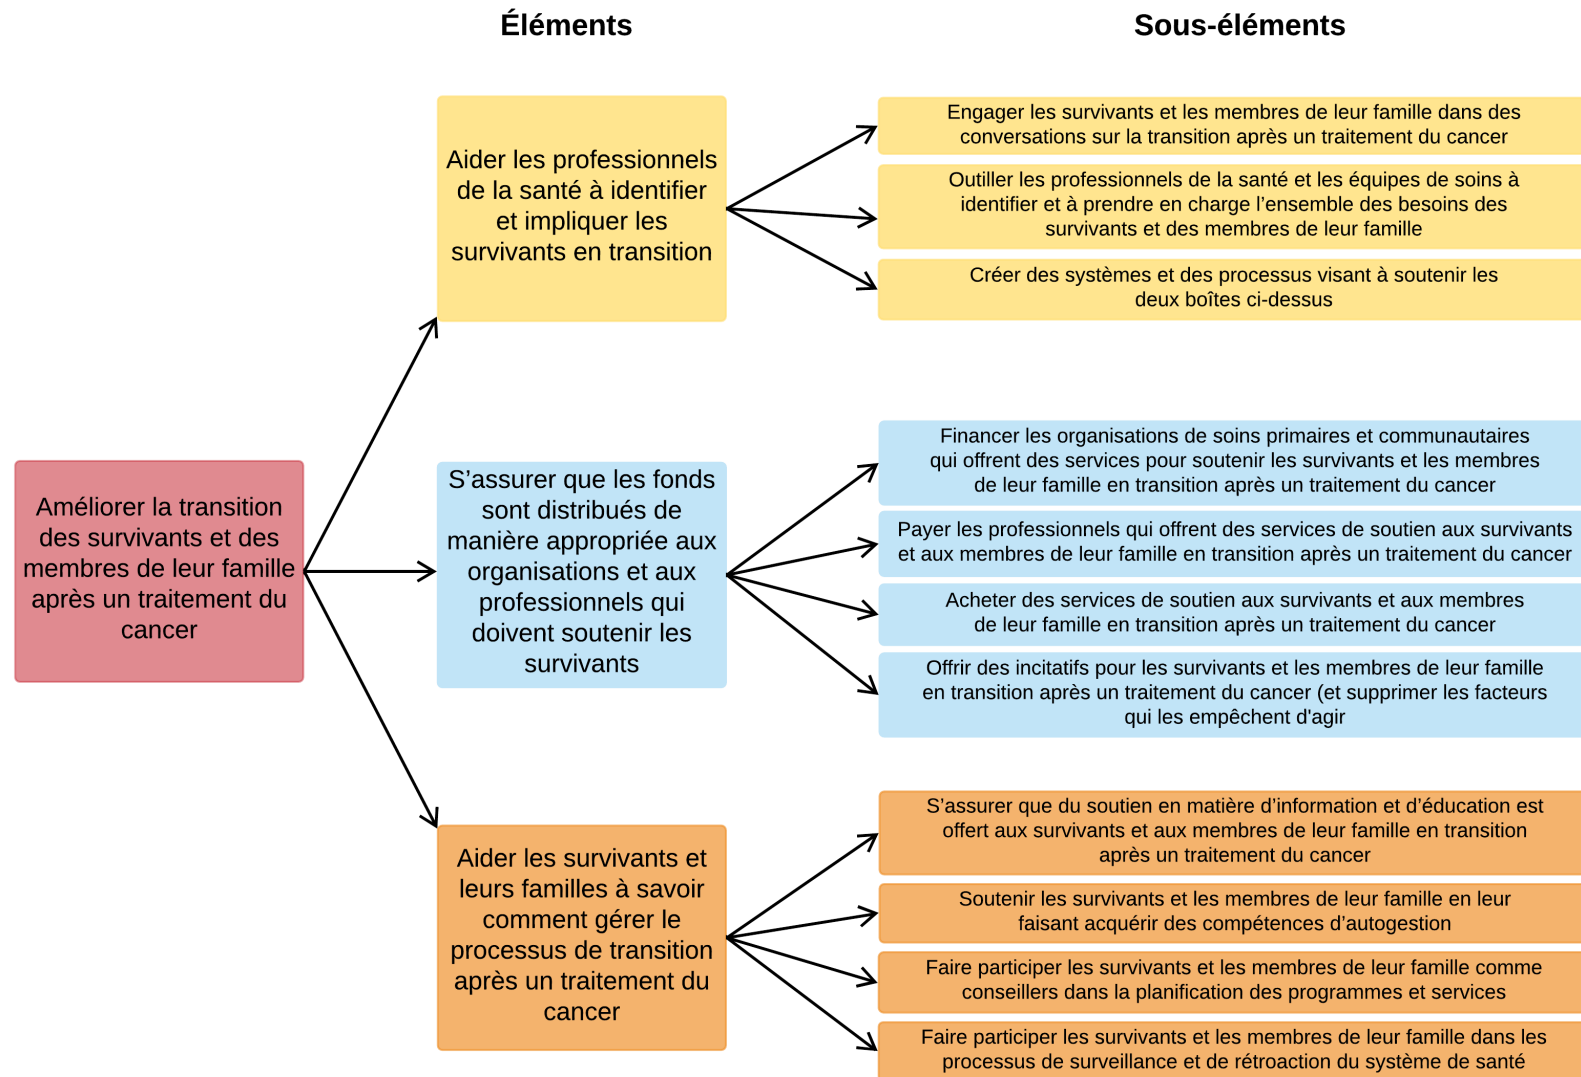 Éléments
Sous-éléments
Améliorer la transition
des survivants et des
membres de leur famille
après un traitement du
cancer
Aider les professionnels
de la santé à identifier
et impliquer les
survivants en transition
Engager les survivants et les membres de leur famille dans des
conversations sur la transition après un traitement du cancer
Outiller les professionnels de la santé et les équipes de soins à
identifier et à prendre en charge l’ensemble des besoins des
survivants et des membres de leur famille
Créer des systèmes et des processus visant à soutenir les
deux boîtes ci-dessus
S’assurer que les fonds
sont distribués de
manière appropriée aux
organisations et aux
professionnels qui
doivent soutenir les
survivants
Financer les organisations de soins primaires et communautaires
qui offrent des services pour soutenir les survivants et les membres
de leur famille en transition après un traitement du cancer
Payer les professionnels qui offrent des services de soutien aux survivants
et aux membres de leur famille en transition après un traitement du cancer
Acheter des services de soutien aux survivants et aux membres
de leur famille en transition après un traitement du cancer
Offrir des incitatifs pour les survivants et les membres de leur famille
en transition après un traitement du cancer (et supprimer les facteurs
qui les empêchent d'agir
Aider les survivants et
leurs familles à savoir
comment gérer le
processus de transition
après un traitement du
cancer
S’assurer que du soutien en matière d’information et d’éducation est
offert aux survivants et aux membres de leur famille en transition
après un traitement du cancer
Soutenir les survivants et les membres de leur famille en leur
faisant acquérir des compétences d’autogestion
Faire participer les survivants et les membres de leur famille comme
conseillers dans la planification des programmes et services
Faire participer les survivants et les membres de leur famille dans les
processus de surveillance et de rétroaction du système de santé